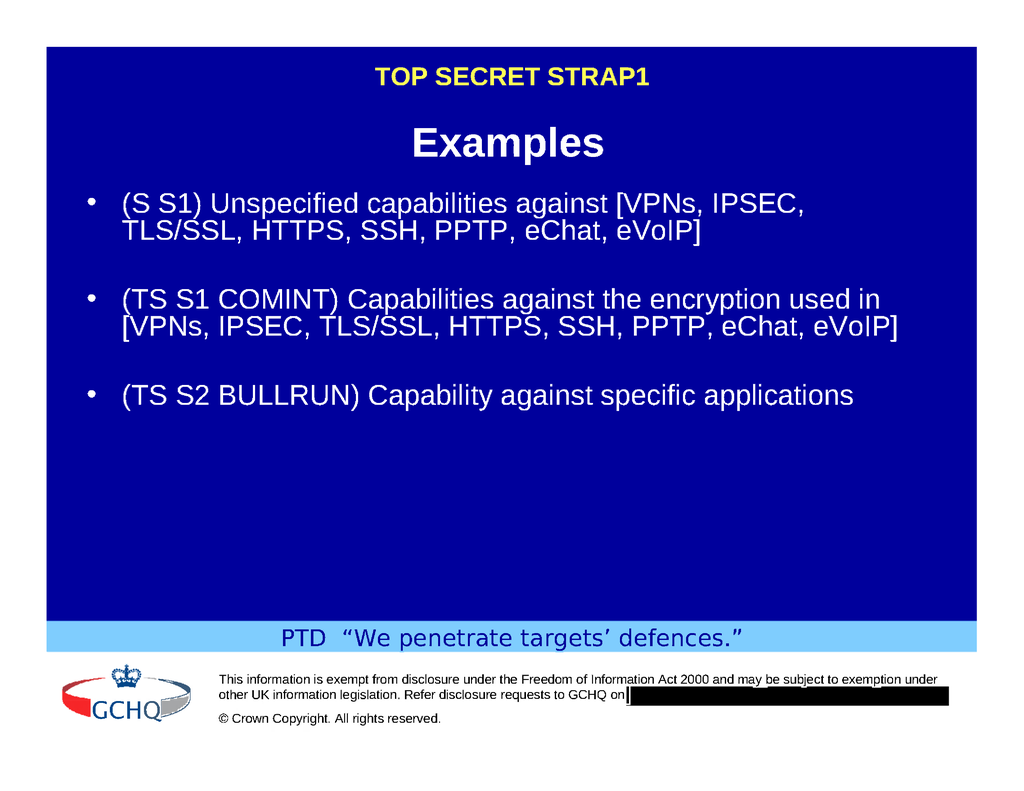 TOP SECRET STRAP1
Examples
• (S S1) Unspecified capabilities against [VPNs, IPSEC,
TLS/SSL, HTTPS, SSH, PPTP, eChat, eVoIP]
• (TS S1 COMINT) Capabilities against the encryption used in
[VPNs, IPSEC, TLS/SSL, HTTPS, SSH, PPTP, eChat, eVoIP]
• (TS S2 BULLRUN) Capability against specific applications
PTD “We penetrate targets’ defences.”
GCHQ
This information is exempt from disclosure under the Freedom of Information Act 2000 and may be subject to exemption under
other UK information legislation. Refer disclosure requests to GCHQ on
© Crown Copyright. All rights reserved.